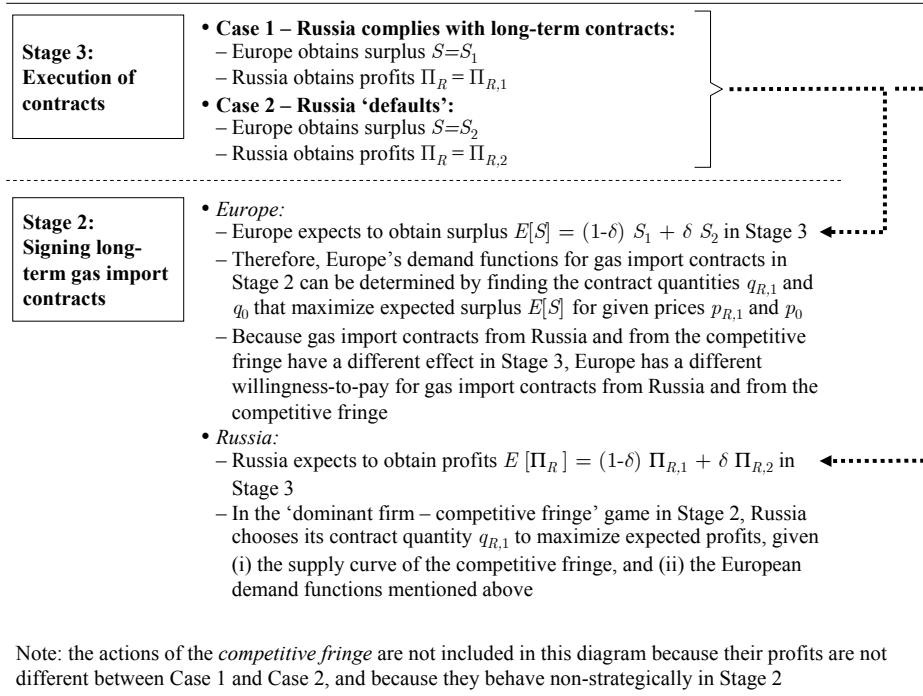 Stage 3:
Execution of
contracts
• Case 1 – Russia complies with long-term contracts:
– Europe obtains surplus S=S₁
– Russia obtains profits Π_R = Π_R,1
• Case 2 – Russia ‘defaults’:
– Europe obtains surplus S=S₂
– Russia obtains profits Π_R = Π_R,2
Stage 2:
Signing long-
term gas import
contracts
• Europe:
– Europe expects to obtain surplus E[S] = (1-δ) S₁ + δ S₂ in Stage 3
– Therefore, Europe’s demand functions for gas import contracts in
Stage 2 can be determined by finding the contract quantities q_R,1 and
q₀ that maximize expected surplus E[S] for given prices p_R,1 and p₀
– Because gas import contracts from Russia and from the competitive
fringe have a different effect in Stage 3, Europe has a different
willingness-to-pay for gas import contracts from Russia and from the
competitive fringe
• Russia:
– Russia expects to obtain profits E [Π_R ] = (1-δ) Π_R,1 + δ Π_R,2 in
Stage 3
– In the ‘dominant firm – competitive fringe’ game in Stage 2, Russia
chooses its contract quantity q_R,1 to maximize expected profits, given
(i) the supply curve of the competitive fringe, and (ii) the European
demand functions mentioned above
Note: the actions of the competitive fringe are not included in this diagram because their profits are not
different between Case 1 and Case 2, and because they behave non-strategically in Stage 2